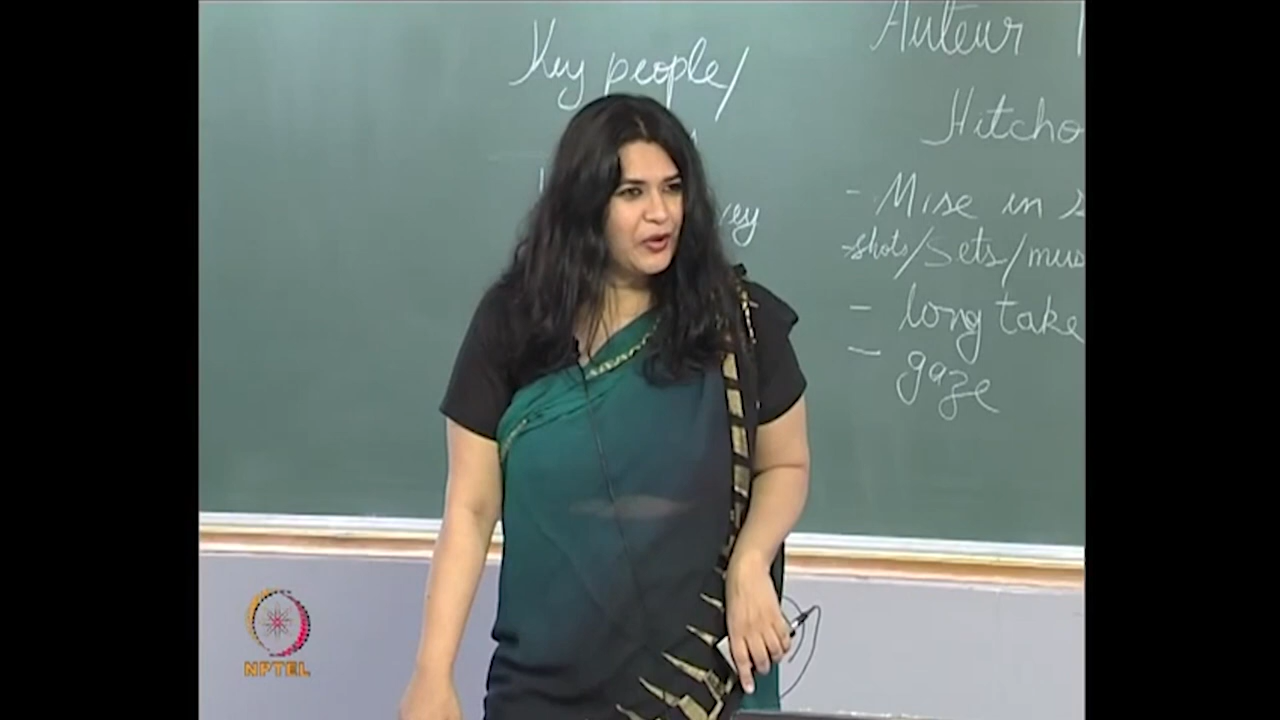 Key people/
Auteur
Hitcho
- Mise in
shots/Sets/mus
- long take
- gaze
NPTEL